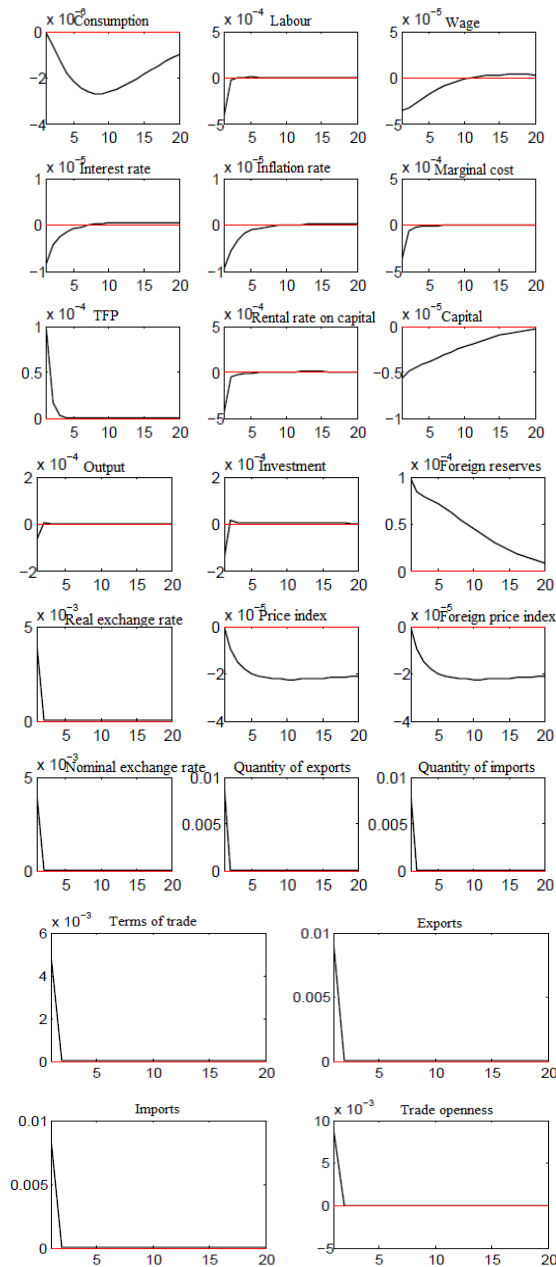 x 10⁻⁶
Consumption
0
−2
−4
5 10 15 20
x 10⁻⁴
Labour
5
0
−5
5 10 15 20
x 10⁻⁵
Wage
5
0
−5
5 10 15 20
x 10⁻⁵
Interest rate
1
0
−1
5 10 15 20
x 10⁻⁵
Inflation rate
1
0
−1
5 10 15 20
x 10⁻⁴
Marginal cost
5
0
−5
5 10 15 20
x 10⁻⁴
TFP
1
0.5
0
5 10 15 20
x 10⁻⁴
Rental rate on capital
5
0
−5
5 10 15 20
x 10⁻⁵
Capital
0
−0.5
−1
5 10 15 20
x 10⁻⁴
Output
2
0
−2
5 10 15 20
x 10⁻⁴
Investment
2
0
−2
5 10 15 20
x 10⁻⁴
Foreign reserves
1
0.5
0
5 10 15 20
x 10⁻³
Real exchange rate
5
0
5 10 15 20
x 10⁻⁵
Price index
0
−2
−4
5 10 15 20
x 10⁻⁵
Foreign price index
0
−2
−4
5 10 15 20
x 10⁻³
Nominal exchange rate
5
0
5 10 15 20
Quantity of exports
0.01
0.005
0
5 10 15 20
Quantity of imports
0.01
0.005
0
5 10 15 20
x 10⁻³
Terms of trade
6
4
2
0
5 10 15 20
Exports
0.01
0.005
0
5 10 15 20
Imports
0.01
0.005
0
5 10 15 20
x 10⁻³
Trade openness
10
5
0
−5
5 10 15 20